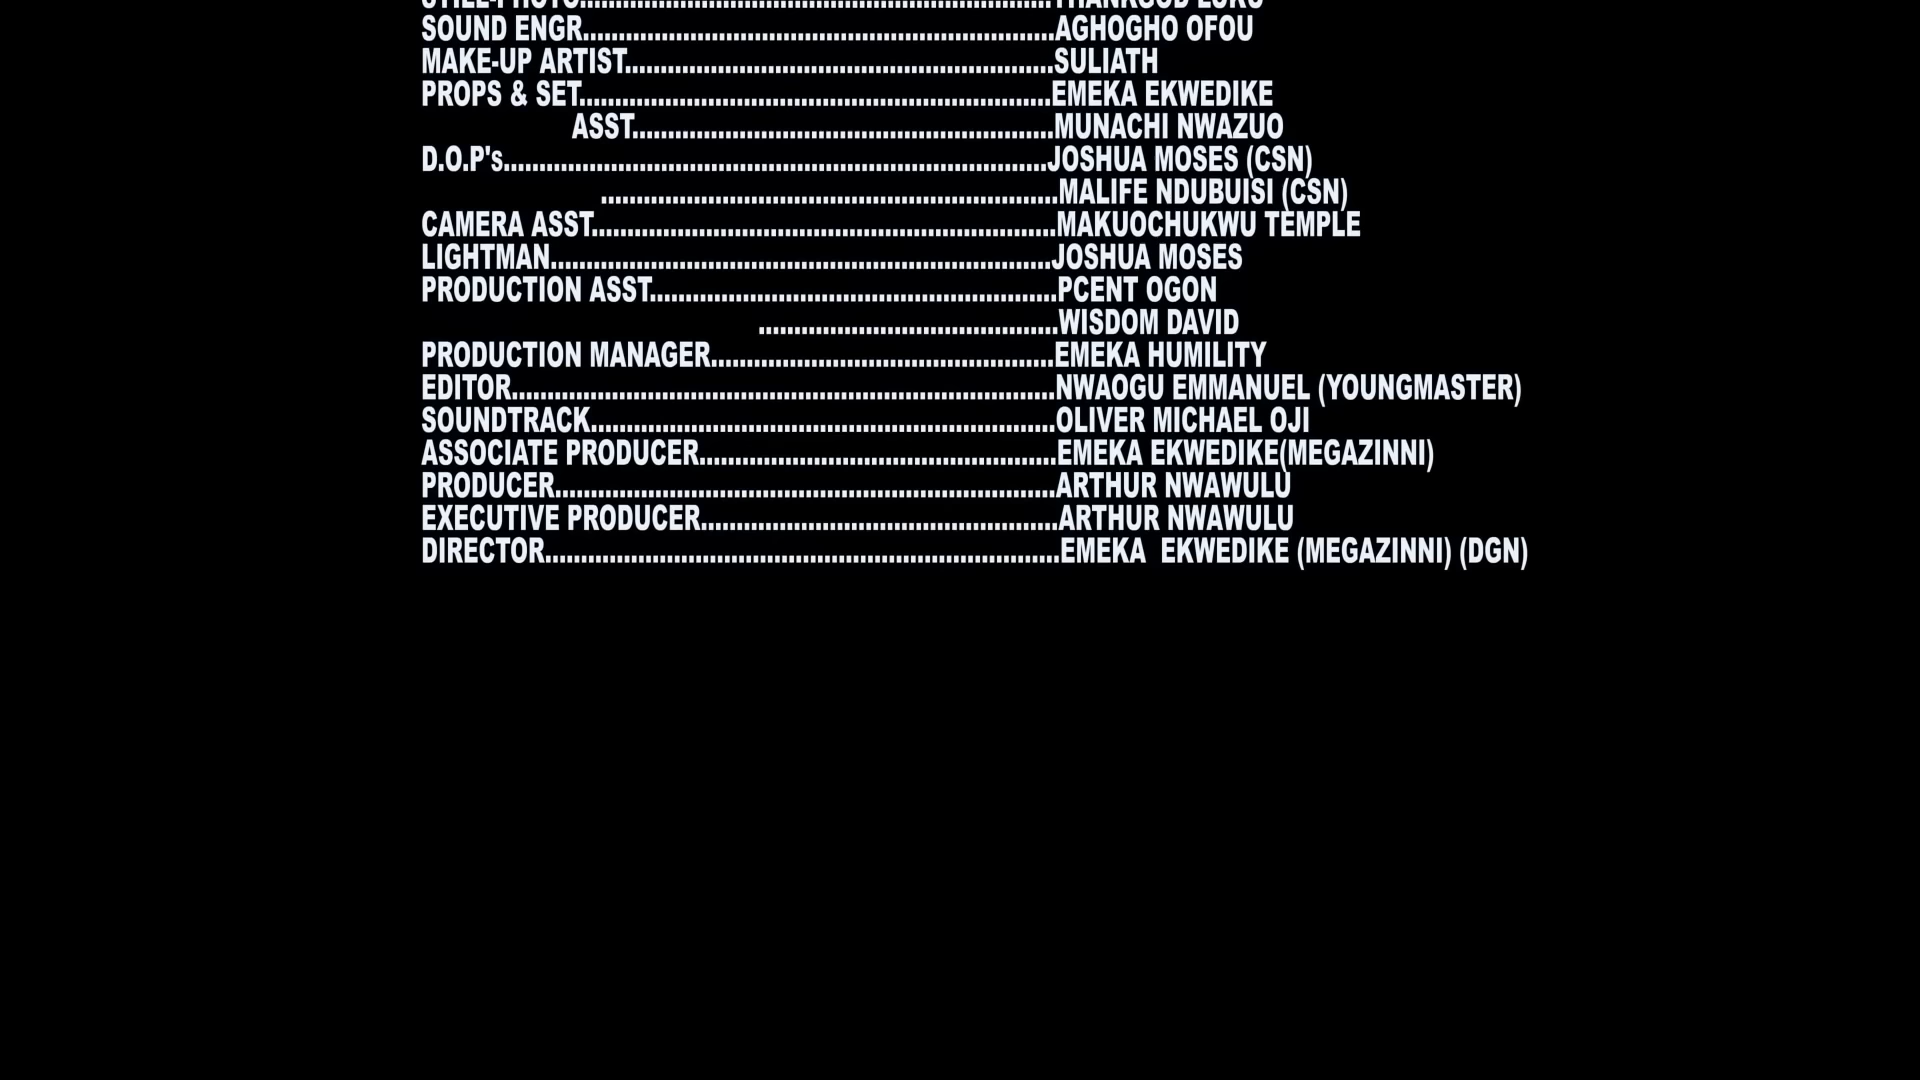 SOUND ENGR..................................................................AGHOGHO OFOU
MAKE-UP ARTIST............................................................SULIATH
PROPS & SET..................................................................EMEKA EKWEDIKE
ASST...........................................................MUNACHI NWAZUO
D.O.P's............................................................................JOSHUA MOSES (CSN)
................................................................MALIFE NDUBUISI (CSN)
CAMERA ASST.................................................................MAKUOCHUKWU TEMPLE
LIGHTMAN......................................................................JOSHUA MOSES
PRODUCTION ASST.........................................................PCENT OGON
..........................................WISDOM DAVID
PRODUCTION MANAGER................................................EMEKA HUMILITY
EDITOR............................................................................NWAOGU EMMANUEL (YOUNGMASTER)
SOUNDTRACK.................................................................OLIVER MICHAEL OJI
ASSOCIATE PRODUCER..................................................EMEKA EKWEDIKE(MEGAZINNI)
PRODUCER......................................................................ARTHUR NWAWULU
EXECUTIVE PRODUCER..................................................ARTHUR NWAWULU
DIRECTOR........................................................................EMEKA  EKWEDIKE (MEGAZINNI) (DGN)